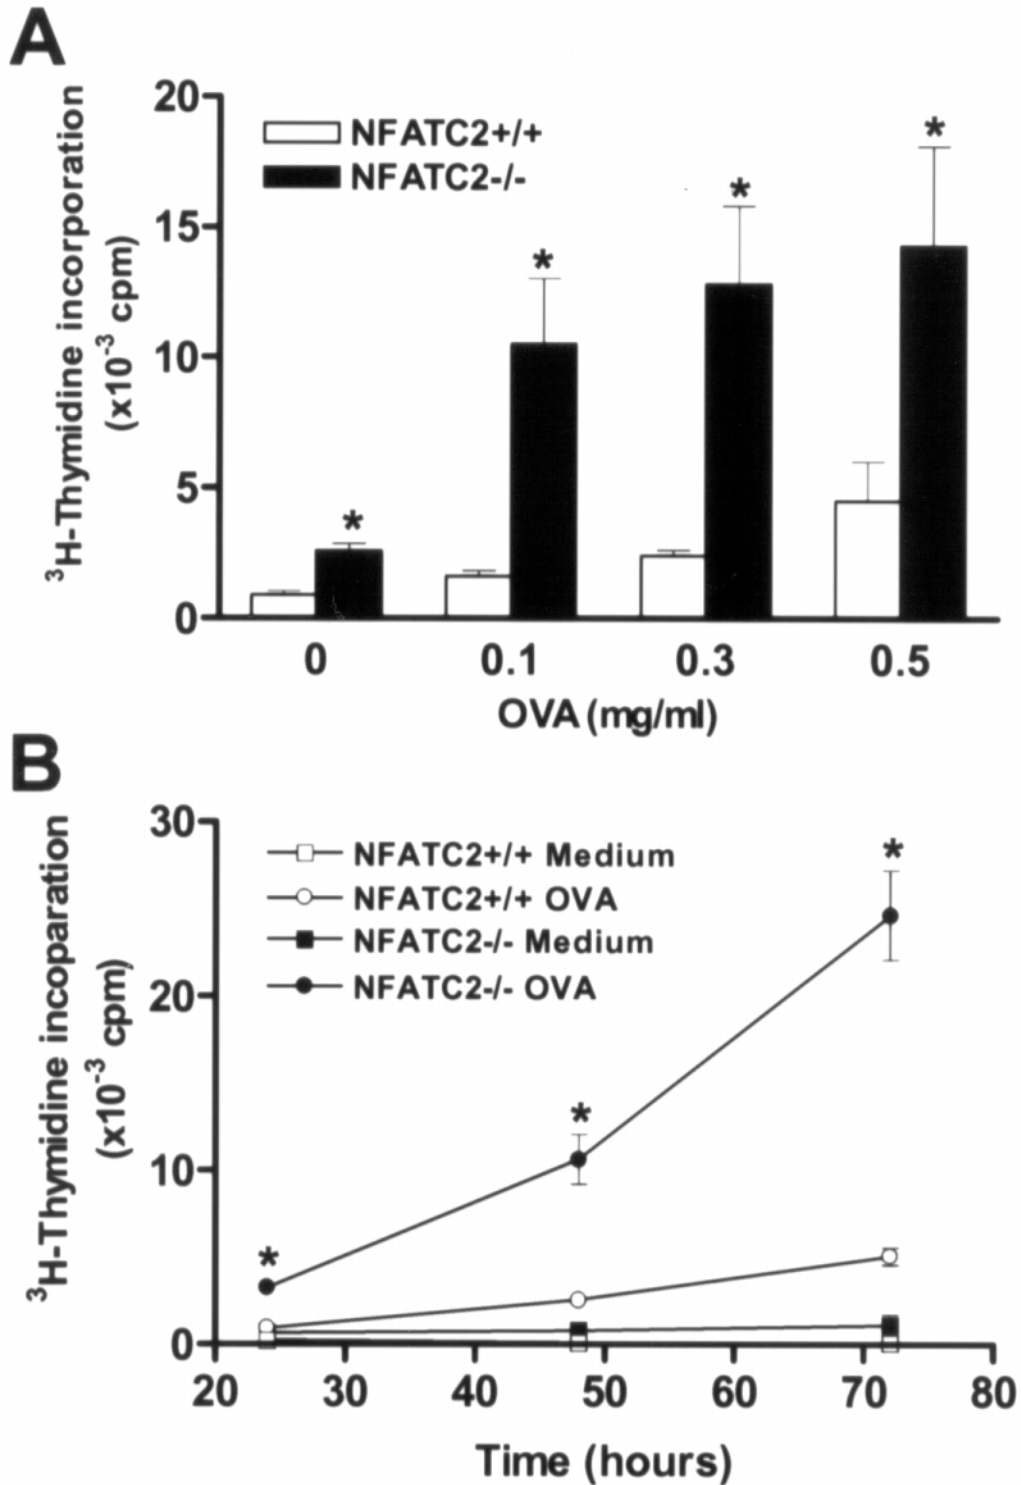 A
³H-Thymidine incorporation
(x10⁻³ cpm)
20
15
10
5
0
NFATC2+/+
NFATC2-/-
*
*
*
*
0 0.1 0.3 0.5
OVA (mg/ml)
B
³H-Thymidine incoparation
(x10⁻³ cpm)
30
20
10
0
NFATC2+/+ Medium
NFATC2+/+ OVA
NFATC2-/- Medium
NFATC2-/- OVA
*
*
*
20 30 40 50 60 70 80
Time (hours)